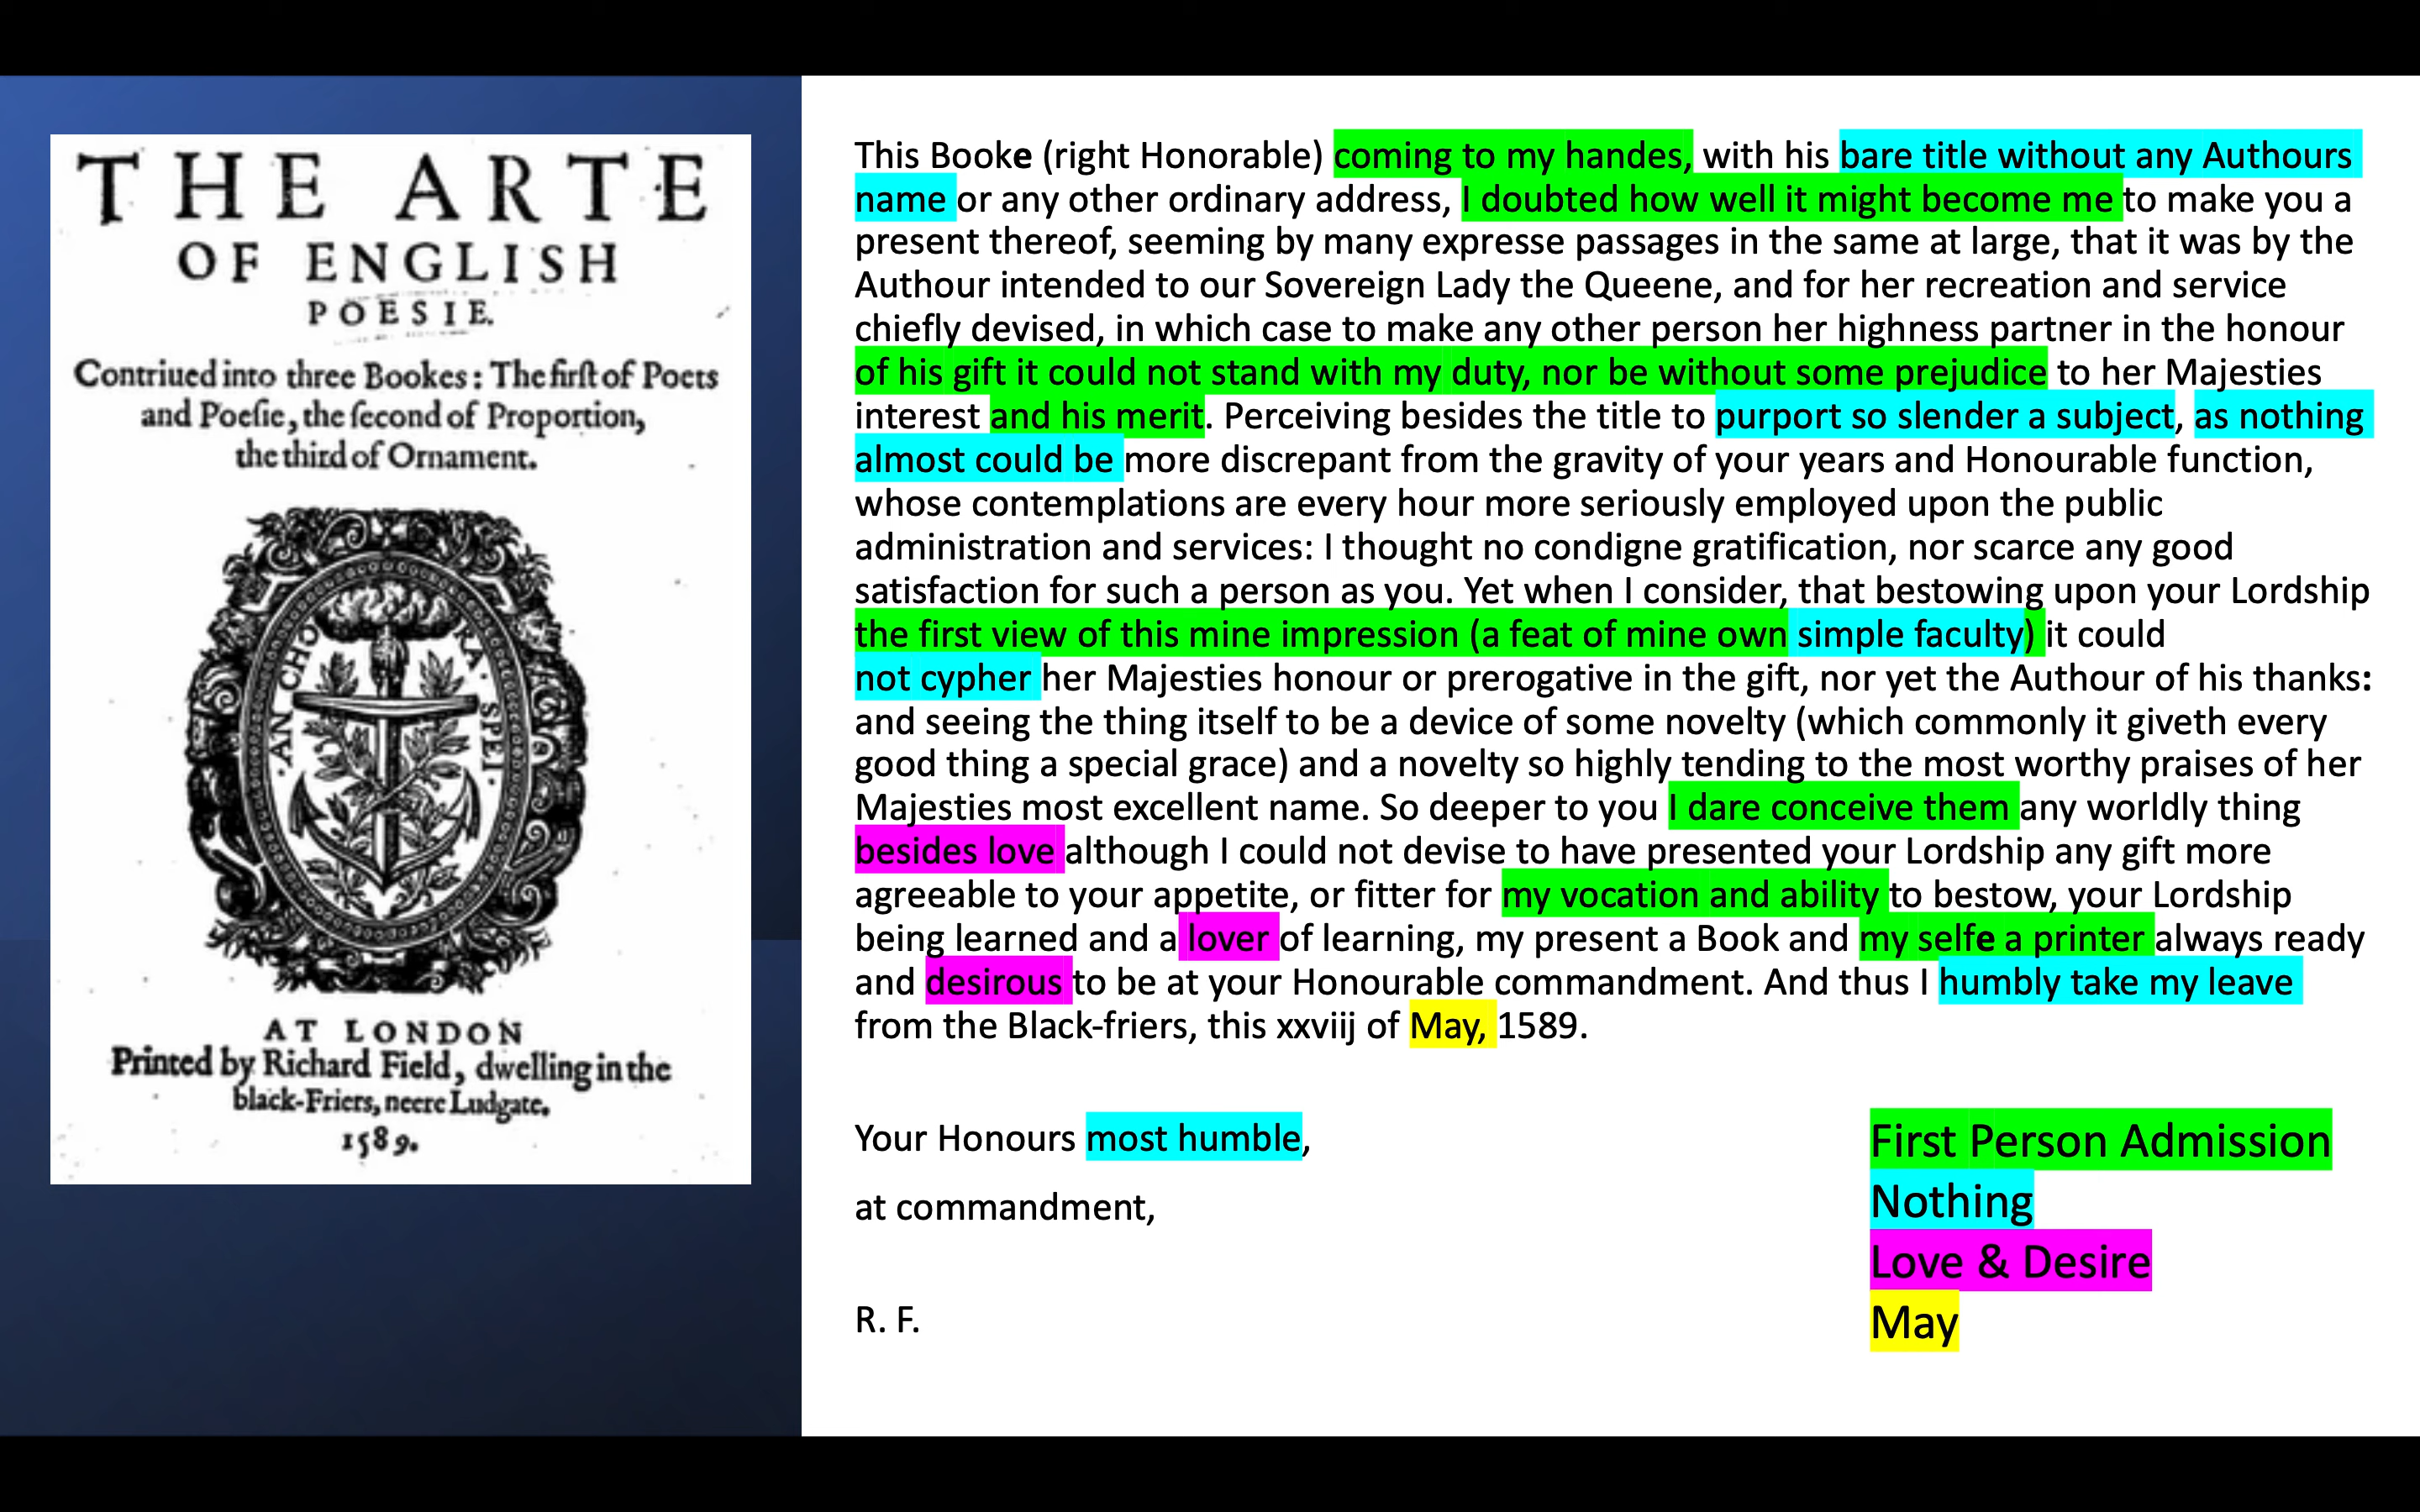 THE ARTE
OF ENGLISH
POESIE.
Contriued into three Bookes: The first of Poets
and Poesie, the second of Proportion,
the third of Ornament.
ANCHORA · SPEI ·
AT LONDON
Printed by Richard Field, dwelling in the
black-Friers, neere Ludgate.
1589.
This Booke (right Honorable) coming to my handes, with his bare title without any Authours
name or any other ordinary address, I doubted how well it might become me to make you a
present thereof, seeming by many expresse passages in the same at large, that it was by the
Authour intended to our Sovereign Lady the Queene, and for her recreation and service
chiefly devised, in which case to make any other person her highness partner in the honour
of his gift it could not stand with my duty, nor be without some prejudice to her Majesties
interest and his merit. Perceiving besides the title to purport so slender a subject, as nothing
almost could be more discrepant from the gravity of your years and Honourable function,
whose contemplations are every hour more seriously employed upon the public
administration and services: I thought no condigne gratification, nor scarce any good
satisfaction for such a person as you. Yet when I consider, that bestowing upon your Lordship
the first view of this mine impression (a feat of mine own simple faculty) it could
not cypher her Majesties honour or prerogative in the gift, nor yet the Authour of his thanks:
and seeing the thing itself to be a device of some novelty (which commonly it giveth every
good thing a special grace) and a novelty so highly tending to the most worthy praises of her
Majesties most excellent name. So deeper to you I dare conceive them any worldly thing
besides love although I could not devise to have presented your Lordship any gift more
agreeable to your appetite, or fitter for my vocation and ability to bestow, your Lordship
being learned and a lover of learning, my present a Book and my selfe a printer always ready
and desirous to be at your Honourable commandment. And thus I humbly take my leave
from the Black-friers, this xxviij of May, 1589.
Your Honours most humble,
at commandment,
R. F.
First Person Admission
Nothing
Love & Desire
May